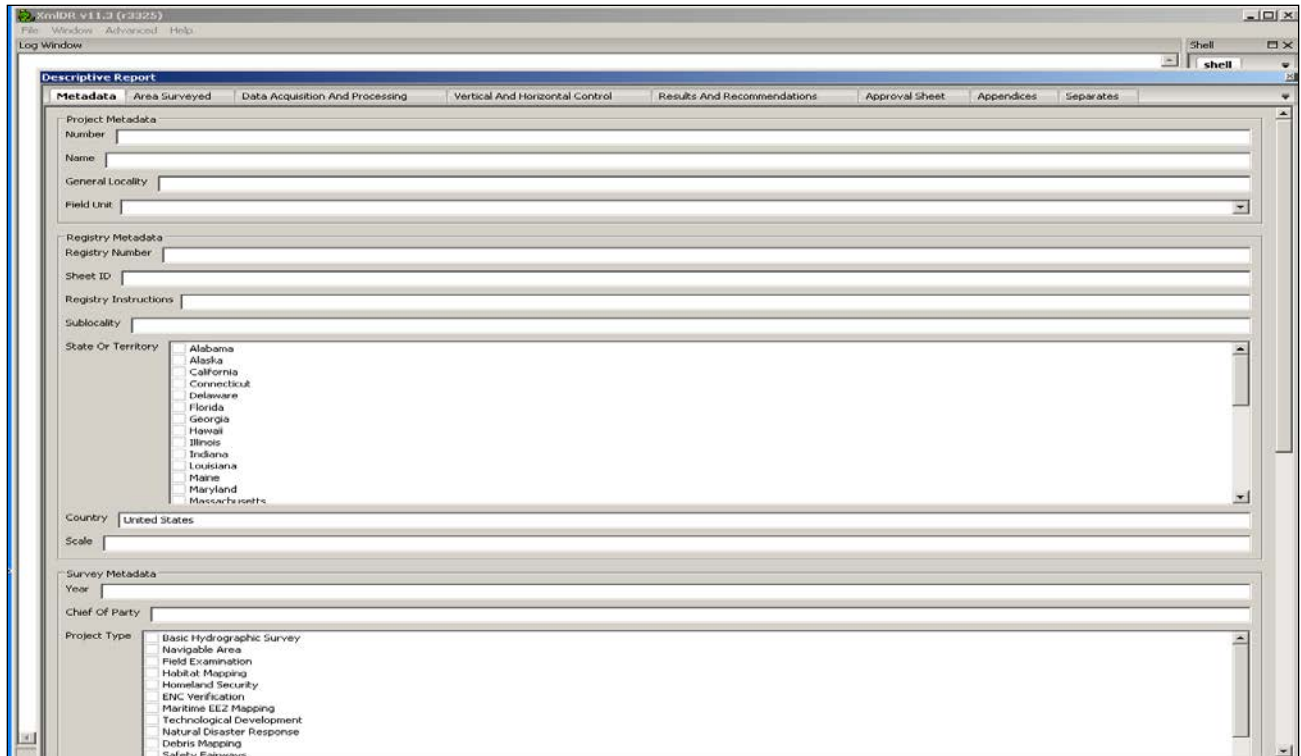 XmlDR v11.3 (r3325)
File Window Advanced Help
Log Window Shell
shell
Descriptive Report
Metadata Area Surveyed Data Acquisition And Processing Vertical And Horizontal Control Results And Recommendations Approval Sheet Appendices Separates
Project Metadata
Number
Name
General Locality
Field Unit
Registry Metadata
Registry Number
Sheet ID
Registry Instructions
Sublocality
State Or Territory
Alabama
Alaska
California
Connecticut
Delaware
Florida
Georgia
Hawaii
Illinois
Indiana
Louisiana
Maine
Maryland
Massachusetts
Country United States
Scale
Survey Metadata
Year
Chief Of Party
Project Type
Basic Hydrographic Survey
Navigable Area
Field Examination
Habitat Mapping
Homeland Security
ENC Verification
Maritime EEZ Mapping
Technological Development
Natural Disaster Response
Debris Mapping
Safety Fairways